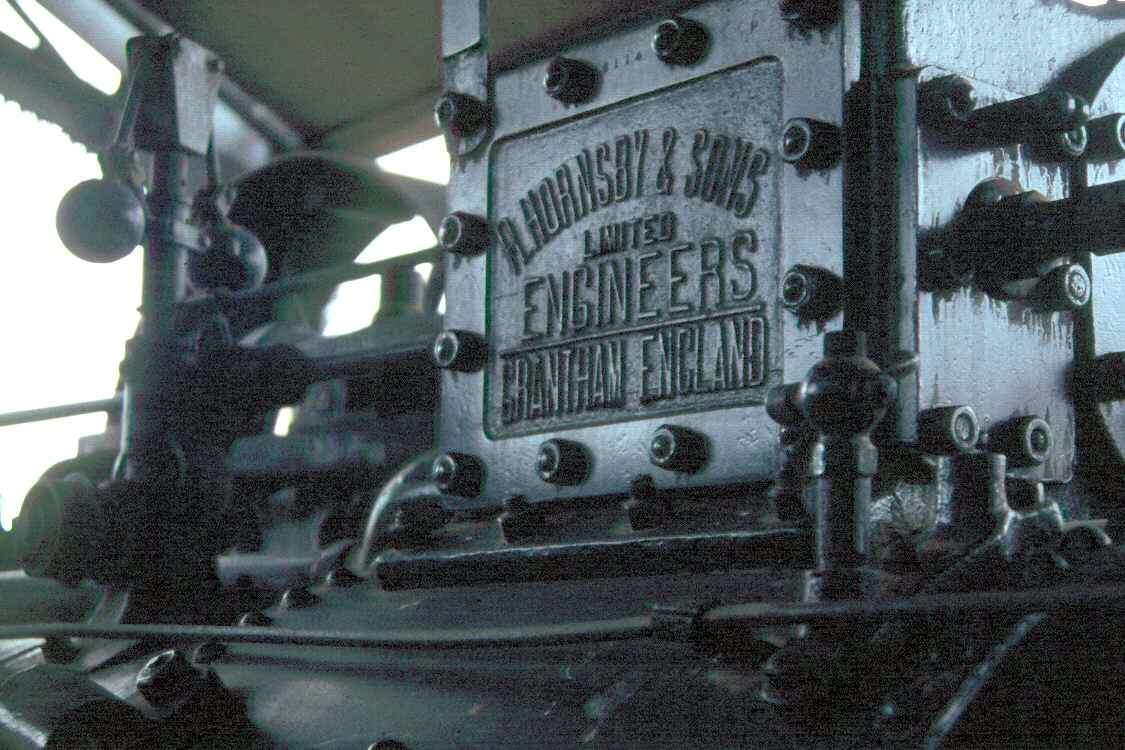 R. HORNSBY & SONS
LIMITED
ENGINEERS
GRANTHAM ENGLAND